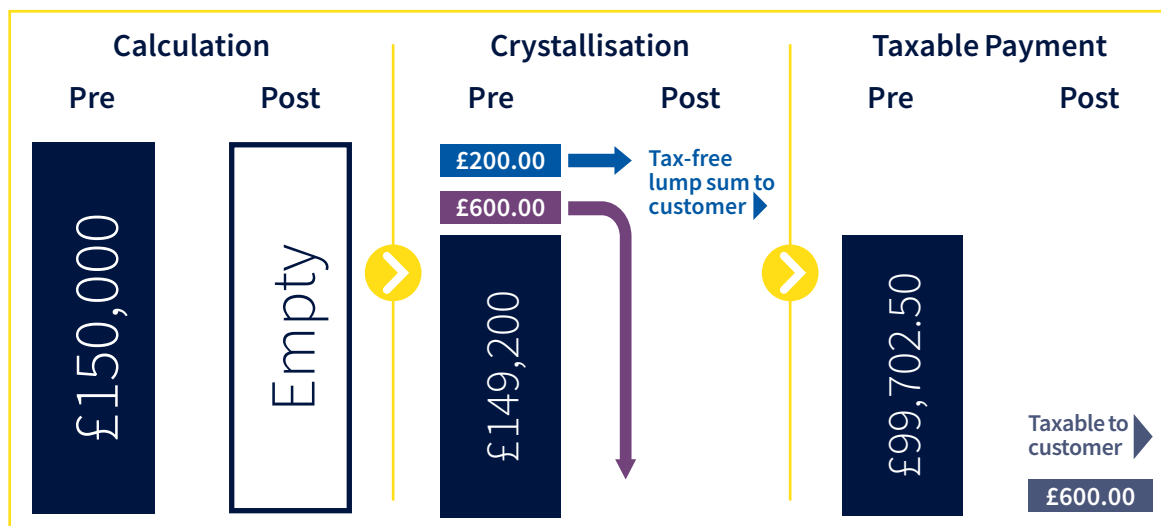 Calculation
Pre
Post
£150,000
Empty
Crystallisation
Pre
Post
£200.00
Tax-free
lump sum to
customer
£600.00
£149,200
Taxable Payment
Pre
Post
£99,702.50
Taxable to
customer
£600.00